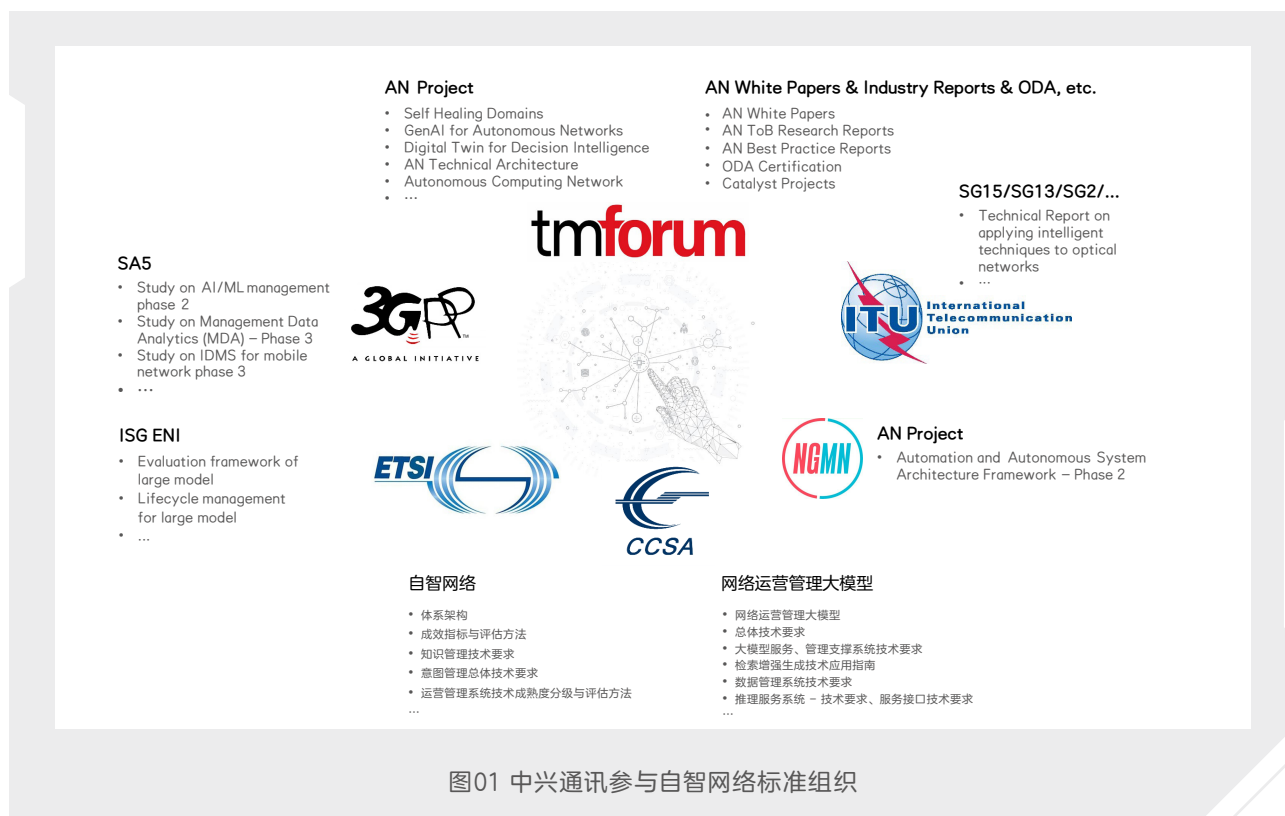 AN Project
• Self Healing Domains
• GenAI for Autonomous Networks
• Digital Twin for Decision Intelligence
• AN Technical Architecture
• Autonomous Computing Network
• ...
AN White Papers & Industry Reports & ODA, etc.
• AN White Papers
• AN ToB Research Reports
• AN Best Practice Reports
• ODA Certification
• Catalyst Projects
SG15/SG13/SG2/...
• Technical Report on
applying intelligent
techniques to optical
networks
• ...
tmforum
SA5
• Study on AI/ML management
phase 2
• Study on Management Data
Analytics (MDA) – Phase 3
• Study on IDMS for mobile
network phase 3
• ...
3GPP
TM
A GLOBAL INITIATIVE
ITU
International
Telecommunication
Union
ISG ENI
• Evaluation framework of
large model
• Lifecycle management
for large model
• ...
ETSI
CCSA
NGMN
AN Project
• Automation and Autonomous System
Architecture Framework – Phase 2
自智网络
• 体系架构
• 成效指标与评估方法
• 知识管理技术要求
• 意图管理总体技术要求
• 运营管理系统技术成熟度分级与评估方法
...
网络运营管理大模型
• 网络运营管理大模型
• 总体技术要求
• 大模型服务、管理支撑系统技术要求
• 检索增强生成技术应用指南
• 数据管理系统技术要求
• 推理服务系统 – 技术要求、服务接口技术要求
...
图01 中兴通讯参与自智网络标准组织